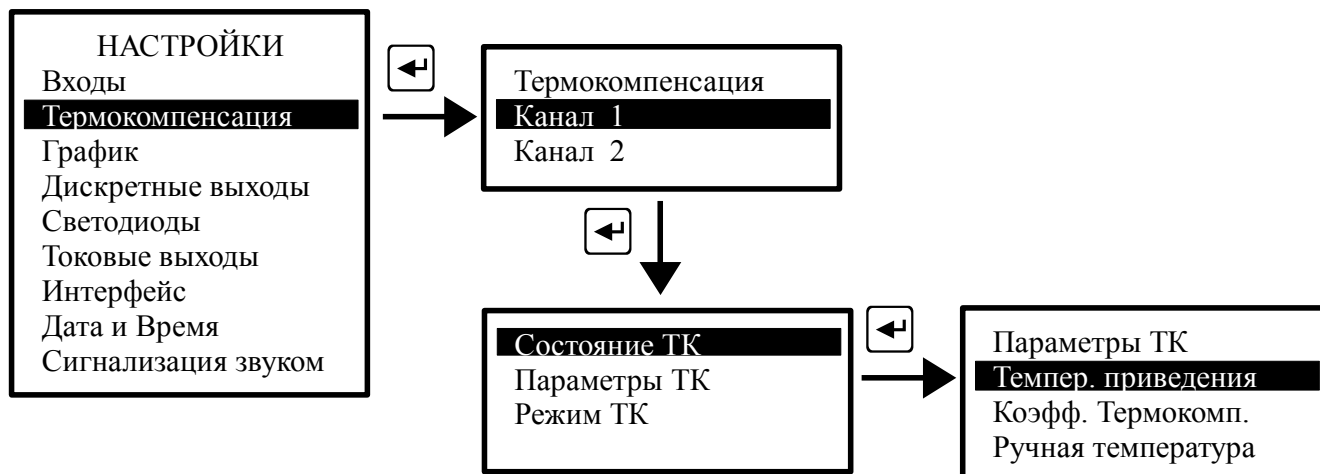 НАСТРОЙКИ
Входы
Термокомпенсация
График
Дискретные выходы
Светодиоды
Токовые выходы
Интерфейс
Дата и Время
Сигнализация звуком
Термокомпенсация
Канал 1
Канал 2
Состояние ТК
Параметры ТК
Режим ТК
Параметры ТК
Темпер. приведения
Коэфф. Термокомп.
Ручная температура